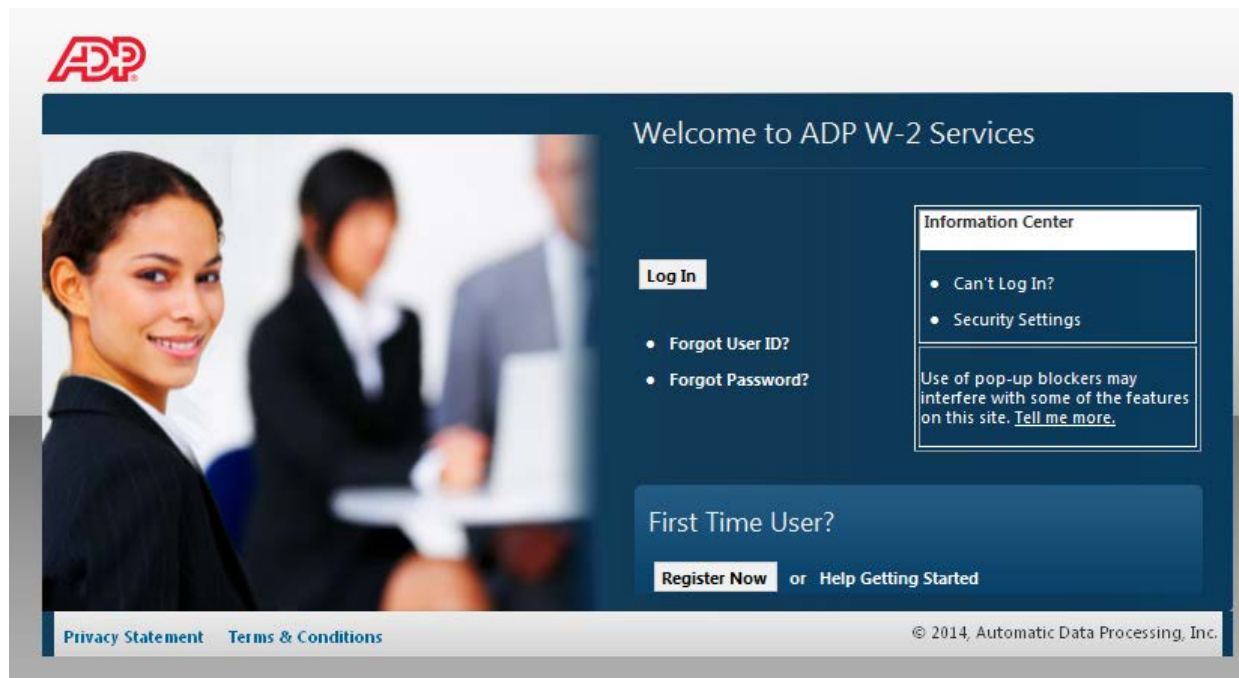 ADP
Welcome to ADP W-2 Services
Log In
Forgot User ID?
Forgot Password?
Information Center
Can't Log In?
Security Settings
Use of pop-up blockers may
interfere with some of the features
on this site. Tell me more.
First Time User?
Register Now or Help Getting Started
Privacy Statement Terms & Conditions
© 2014, Automatic Data Processing, Inc.